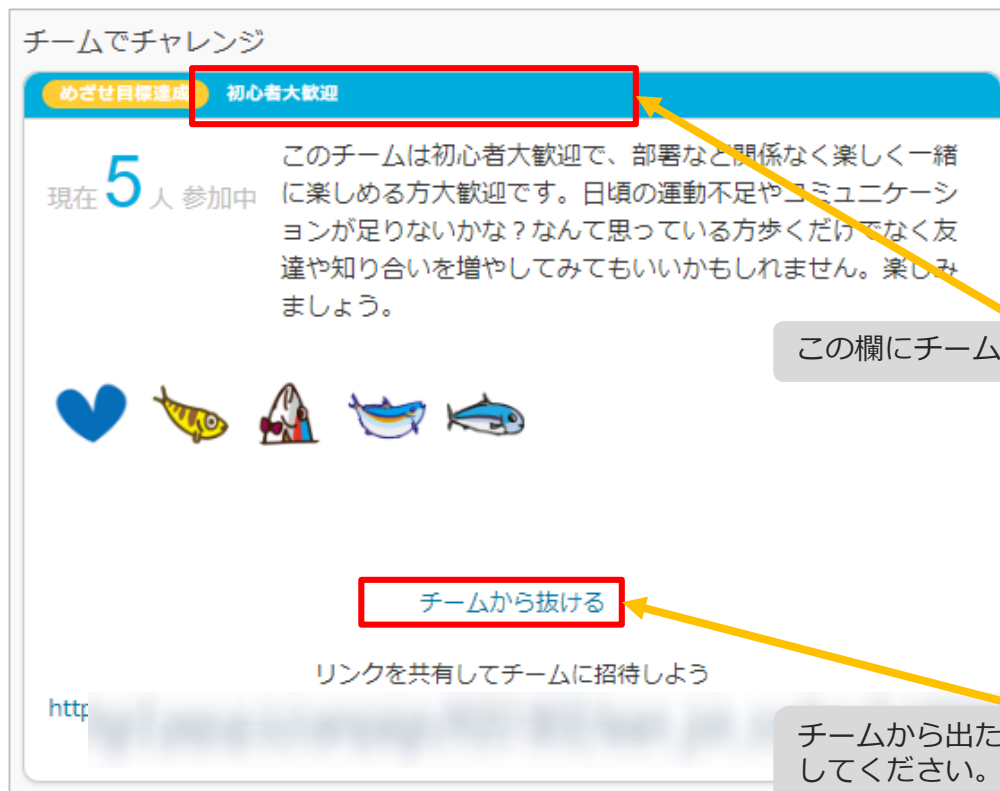 チームでチャレンジ
めざせ目標達成 初心者大歓迎
現在 5 人 参加中
このチームは初心者大歓迎で、部署など関係なく楽しく一緒
に楽しめる方大歓迎です。日頃の運動不足やコミュニケーシ
ョンが足りないかな？なんて思っている方歩くだけでなく友
達や知り合いを増やしてみてもいいかもしれません。楽しみ
ましょう。
この欄にチーム
チームから抜ける
リンクを共有してチームに招待しよう
http
チームから出た
してください。